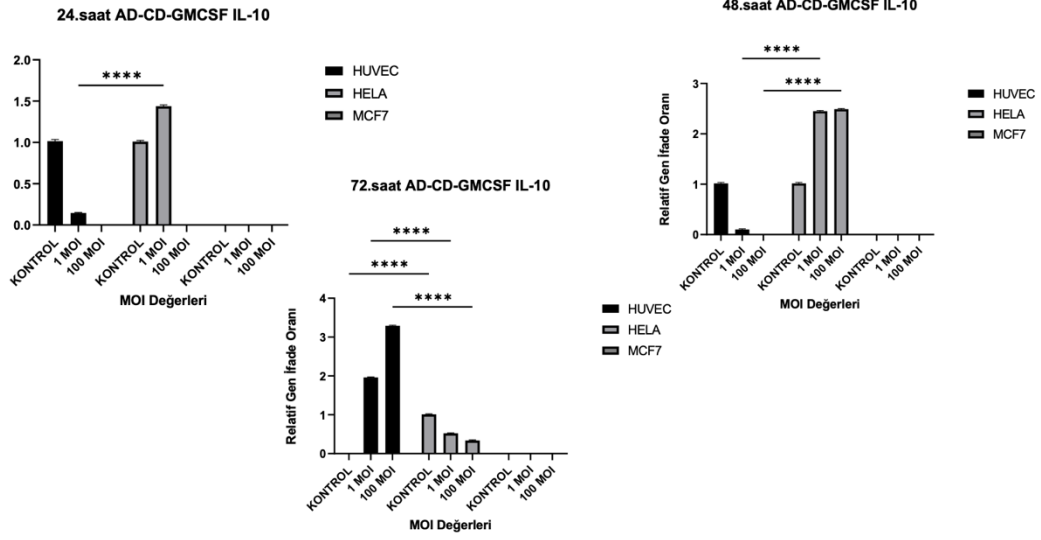 24.saat AD-CD-GMCSF IL-10
2.0
1.5
1.0
0.5
0.0
****
KONTROL
1 MOI
100 MOI
KONTROL
1 MOI
100 MOI
KONTROL
1 MOI
100 MOI
MOI Değerleri
HUVEC
HELA
MCF7
48.saat AD-CD-GMCSF IL-10
Relatif Gen İfade Oranı
3
2
1
0
****
****
KONTROL
1 MOI
100 MOI
KONTROL
1 MOI
100 MOI
KONTROL
1 MOI
100 MOI
MOI Değerleri
HUVEC
HELA
MCF7
72.saat AD-CD-GMCSF IL-10
Relatif Gen İfade Oranı
4
3
2
1
0
****
****
****
KONTROL
1 MOI
100 MOI
KONTROL
1 MOI
100 MOI
KONTROL
1 MOI
100 MOI
MOI Değerleri
HUVEC
HELA
MCF7